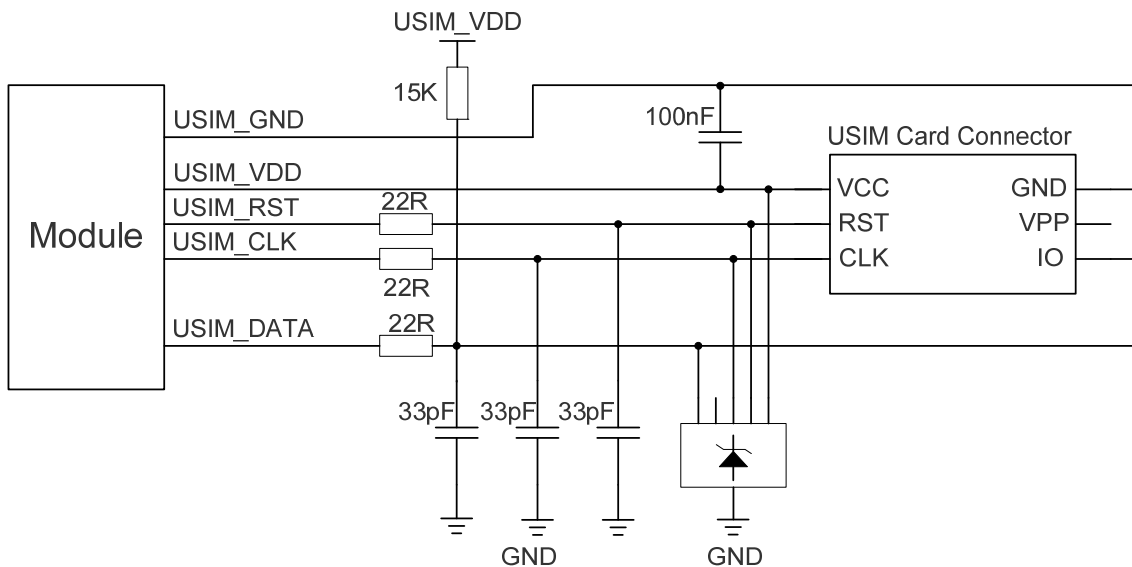 USIM_VDD
15K
USIM_GND
100nF
USIM Card Connector
USIM_VDD
VCC
GND
USIM_RST
22R
RST
VPP
Module
USIM_CLK
22R
CLK
IO
USIM_DATA
22R
33pF
33pF
33pF
GND
GND